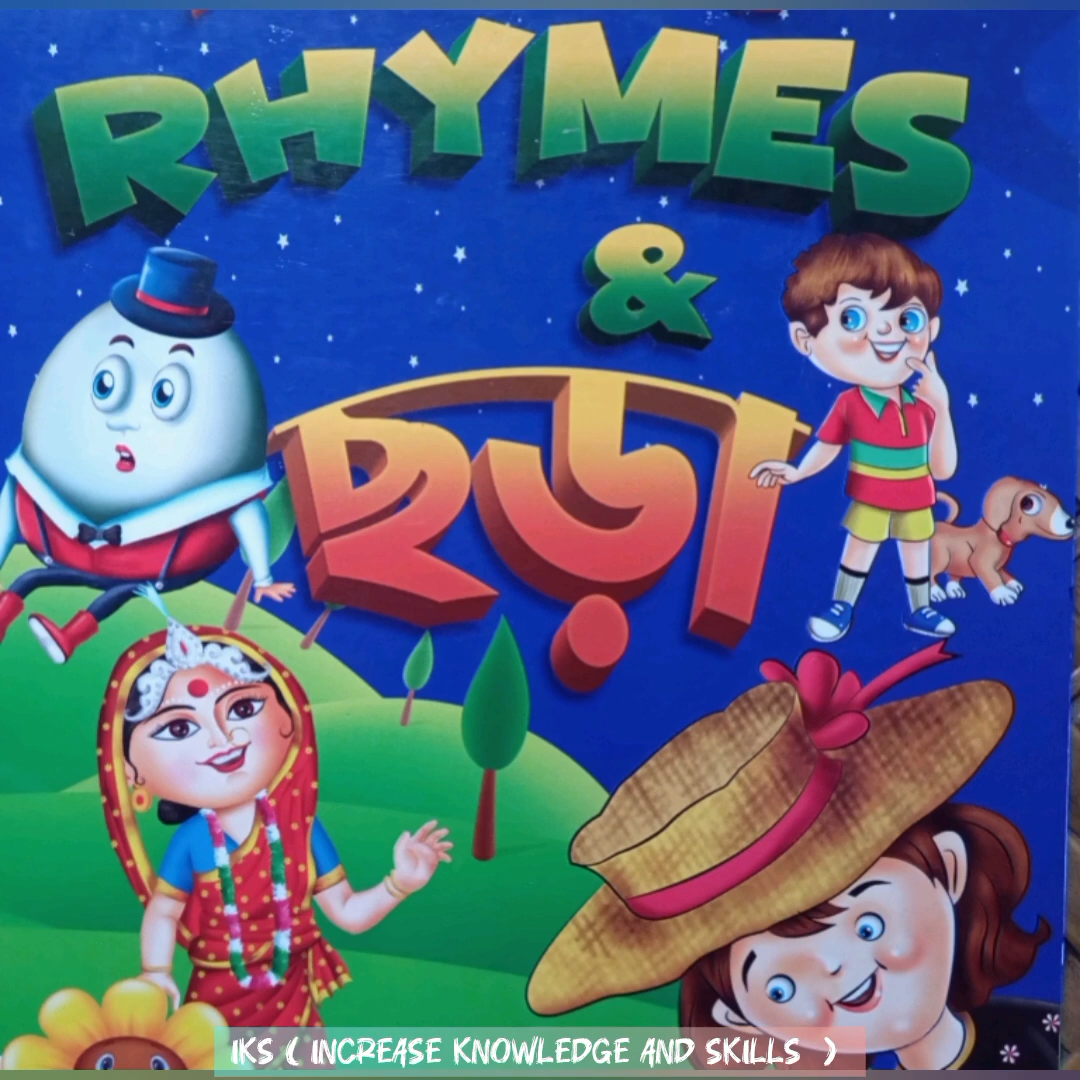 RHYMES
&
ছড়া
IKS ( INCREASE KNOWLEDGE AND SKILLS )